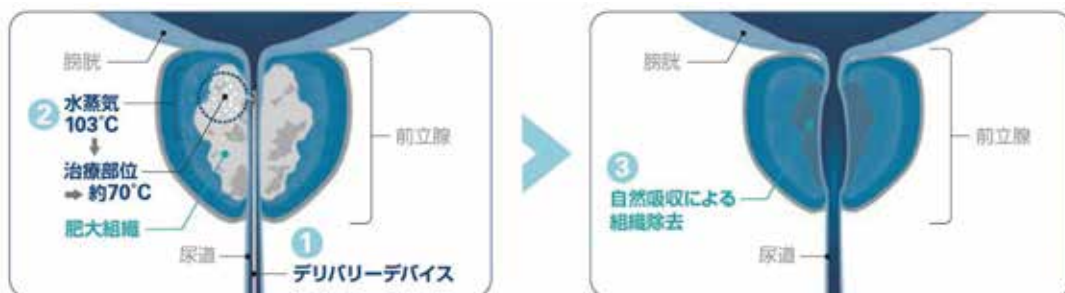 膀胱
② 水蒸気
103℃
治療部位
➡ 約70℃
肥大組織
前立腺
①
尿道
デリバリーデバイス
膀胱
前立腺
③
自然吸収による
組織除去
尿道